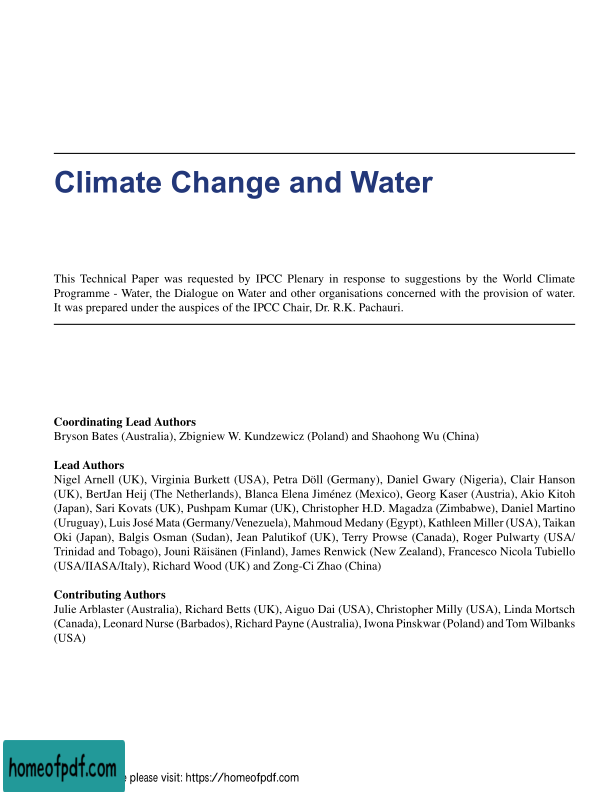 Climate Change and Water
This Technical Paper was requested by IPCC Plenary in response to suggestions by the World Climate
Programme - Water, the Dialogue on Water and other organisations concerned with the provision of water.
It was prepared under the auspices of the IPCC Chair, Dr. R.K. Pachauri.
Coordinating Lead Authors
Bryson Bates (Australia), Zbigniew W. Kundzewicz (Poland) and Shaohong Wu (China)
Lead Authors
Nigel Arnell (UK), Virginia Burkett (USA), Petra Döll (Germany), Daniel Gwary (Nigeria), Clair Hanson
(UK), BertJan Heij (The Netherlands), Blanca Elena Jiménez (Mexico), Georg Kaser (Austria), Akio Kitoh
(Japan), Sari Kovats (UK), Pushpam Kumar (UK), Christopher H.D. Magadza (Zimbabwe), Daniel Martino
(Uruguay), Luis José Mata (Germany/Venezuela), Mahmoud Medany (Egypt), Kathleen Miller (USA), Taikan
Oki (Japan), Balgis Osman (Sudan), Jean Palutikof (UK), Terry Prowse (Canada), Roger Pulwarty (USA/
Trinidad and Tobago), Jouni Räisänen (Finland), James Renwick (New Zealand), Francesco Nicola Tubiello
(USA/IIASA/Italy), Richard Wood (UK) and Zong-Ci Zhao (China)
Contributing Authors
Julie Arblaster (Australia), Richard Betts (UK), Aiguo Dai (USA), Christopher Milly (USA), Linda Mortsch
(Canada), Leonard Nurse (Barbados), Richard Payne (Australia), Iwona Pinskwar (Poland) and Tom Wilbanks
(USA)
homeofpdf.com
please visit: https://homeofpdf.com